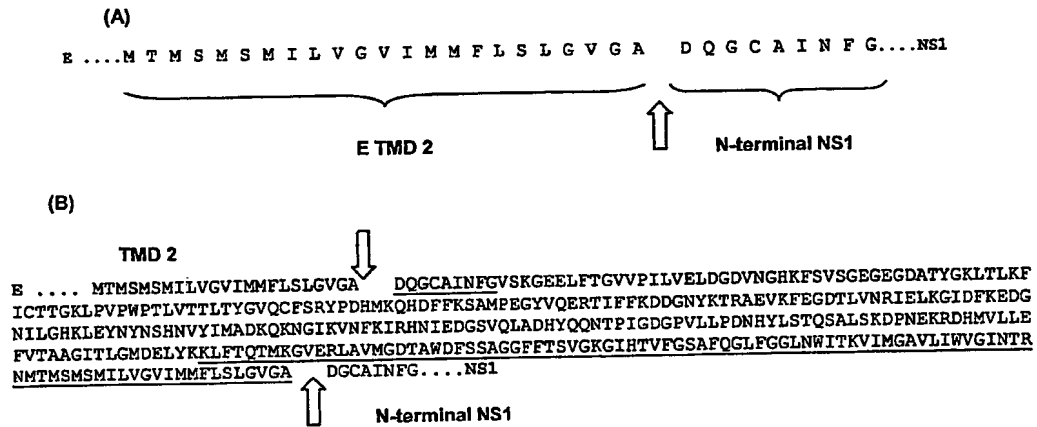 (A)
E ....M T M S M S M I L V G V I M M F L S L G V G A D Q G C A I N F G....NS1
E TMD 2
N-terminal NS1
(B)
TMD 2
E .... MTMSMSMILVGVIMMFLSLGVGA DQGCAINFGVSKGEELFTGVVPILVELDGDVNGHKFSVSGEGEGDATYGKLTLKF
ICTTGKLPVPWPTLVTTLTYGVQCFSRYPDHMKQHDFFKSAMPEGYVQERTIFFKDDGNYKTRAEVKFEGDTLVNRIELKGIDFKEDG
NILGHKLEYNYNSHNVYIMADKQKNGIKVNFKIRHNIEDGSVQLADHYQQNTPIGDGPVLLPDNHYLSTQSALSKDPNEKRDHMVLLE
FVTAAGITLGMDELYKKLFTQTMKGVERLAVMGDTAWDFSSAGGFFTSVGKGIHTVFGSAFQGLFGGLNWITKVIMGAVLIWVGINTR
NMTMSMSMILVGVIMMFLSLGVGA DGCAINFG....NS1
N-terminal NS1